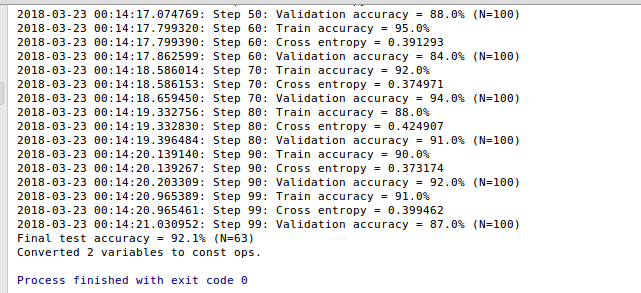 2018-03-23 00:14:17.074769: Step 50: Validation accuracy = 88.0% (N=100)
2018-03-23 00:14:17.799320: Step 60: Train accuracy = 95.0%
2018-03-23 00:14:17.799390: Step 60: Cross entropy = 0.391293
2018-03-23 00:14:17.862599: Step 60: Validation accuracy = 84.0% (N=100)
2018-03-23 00:14:18.586014: Step 70: Train accuracy = 92.0%
2018-03-23 00:14:18.586153: Step 70: Cross entropy = 0.374971
2018-03-23 00:14:18.659450: Step 70: Validation accuracy = 94.0% (N=100)
2018-03-23 00:14:19.332756: Step 80: Train accuracy = 88.0%
2018-03-23 00:14:19.332830: Step 80: Cross entropy = 0.424907
2018-03-23 00:14:19.396484: Step 80: Validation accuracy = 91.0% (N=100)
2018-03-23 00:14:20.139140: Step 90: Train accuracy = 90.0%
2018-03-23 00:14:20.139267: Step 90: Cross entropy = 0.373174
2018-03-23 00:14:20.203309: Step 90: Validation accuracy = 92.0% (N=100)
2018-03-23 00:14:20.965389: Step 99: Train accuracy = 91.0%
2018-03-23 00:14:20.965461: Step 99: Cross entropy = 0.399462
2018-03-23 00:14:21.030952: Step 99: Validation accuracy = 87.0% (N=100)
Final test accuracy = 92.1% (N=63)
Converted 2 variables to const ops.
Process finished with exit code 0